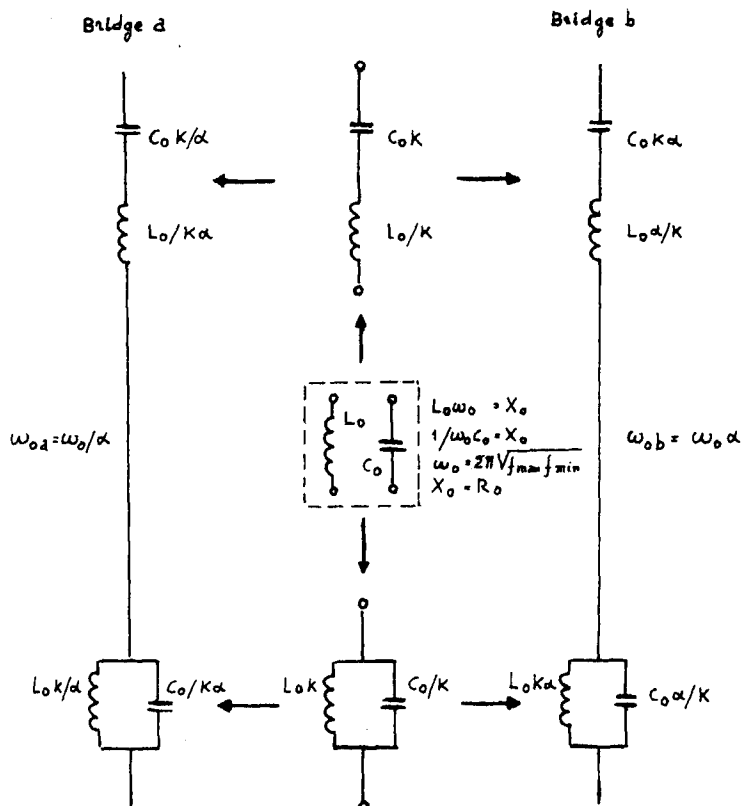 Bridge a
Bridge b
C₀K/α
C₀K
C₀Kα
L₀/Kα
L₀/K
L₀α/K
ω₀a=ω₀/α
L₀
C₀
L₀ω₀ = X₀
1/ω₀C₀=X₀
ω₀=2π√fmax fmin
X₀ = R₀
ω₀b= ω₀α
L₀K/α
C₀/Kα
L₀K
C₀/K
L₀Kα
C₀α/K